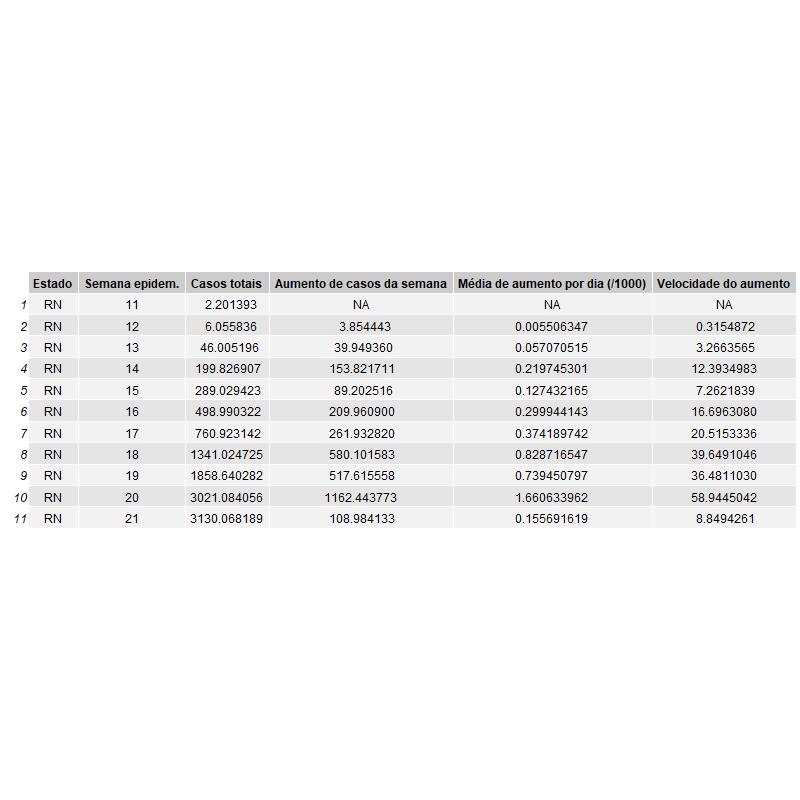 Estado Semana epidem. Casos totais Aumento de casos da semana Média de aumento por dia (/1000) Velocidade do aumento
1 RN 11 2.201393 NA NA NA
2 RN 12 6.055836 3.854443 0.005506347 0.3154872
3 RN 13 46.005196 39.949360 0.057070515 3.2663565
4 RN 14 199.826907 153.821711 0.219745301 12.3934983
5 RN 15 289.029423 89.202516 0.127432165 7.2621839
6 RN 16 498.990322 209.960900 0.299944143 16.6963080
7 RN 17 760.923142 261.932820 0.374189742 20.5153336
8 RN 18 1341.024725 580.101583 0.828716547 39.6491046
9 RN 19 1858.640282 517.615558 0.739450797 36.4811030
10 RN 20 3021.084056 1162.443773 1.660633962 58.9445042
11 RN 21 3130.068189 108.984133 0.155691619 8.8494261